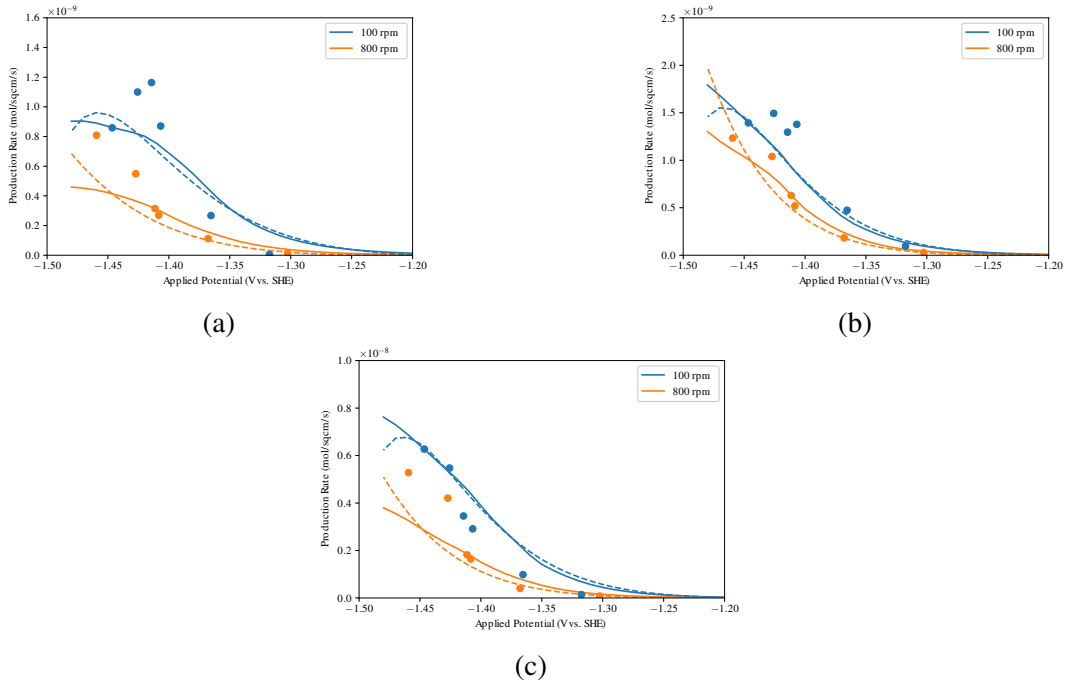 ×10⁻⁹
1.6
1.4
1.2
1.0
0.8
0.6
0.4
0.2
0.0
Production Rate (mol/sqcm/s)
100 rpm
800 rpm
−1.50 −1.45 −1.40 −1.35 −1.30 −1.25 −1.20
Applied Potential (V vs. SHE)
(a)
×10⁻⁹
2.5
2.0
1.5
1.0
0.5
0.0
Production Rate (mol/sqcm/s)
100 rpm
800 rpm
−1.50 −1.45 −1.40 −1.35 −1.30 −1.25 −1.20
Applied Potential (V vs. SHE)
(b)
×10⁻⁸
1.0
0.8
0.6
0.4
0.2
0.0
Production Rate (mol/sqcm/s)
100 rpm
800 rpm
−1.50 −1.45 −1.40 −1.35 −1.30 −1.25 −1.20
Applied Potential (V vs. SHE)
(c)